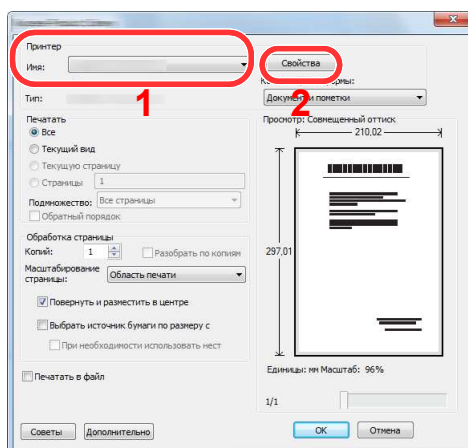 Принтер
Имя:
Свойства
Тип:
1
2
Документ и пометки
Печатать
Все
Текущий вид
Текущую страницу
Страницы 1
Подмножество: Все страницы
Обратный порядок
Обработка страницы
Копий: 1 Разобрать по копиям
Масштабирование страницы: Область печати
Повернуть и разместить в центре
Выбрать источник бумаги по размеру с
При необходимости использовать нест
Печатать в файл
Просмотр: Совмещенный оттиск
210,02
297,01
Единицы: мм Масштаб: 96%
1/1
Советы
Дополнительно
OK
Отмена